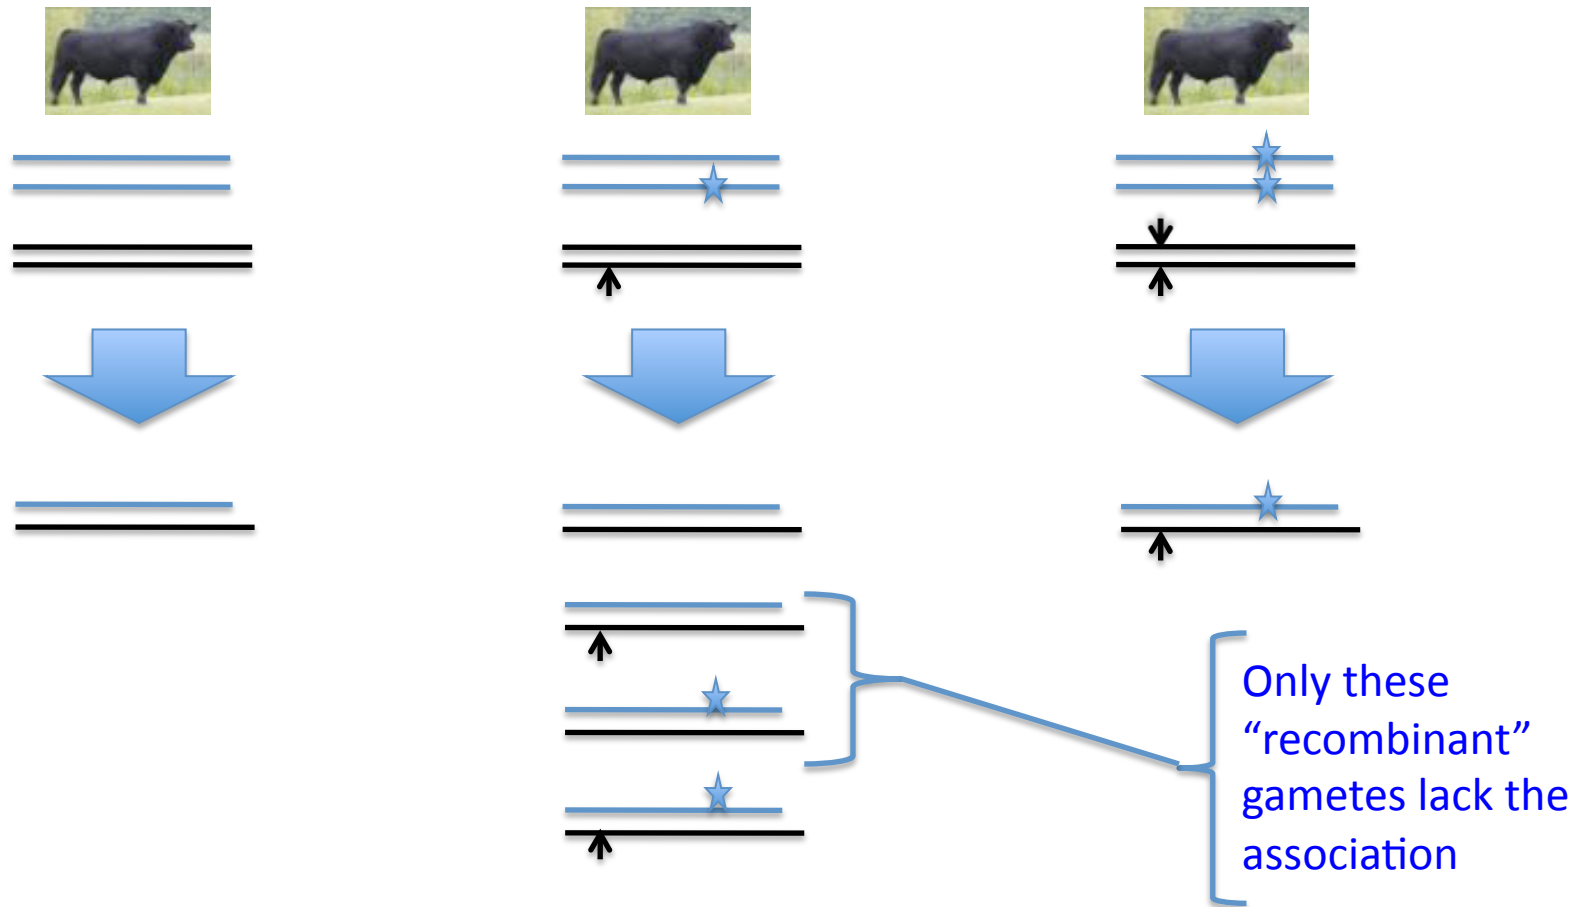 Only these
“recombinant”
gametes lack the
association